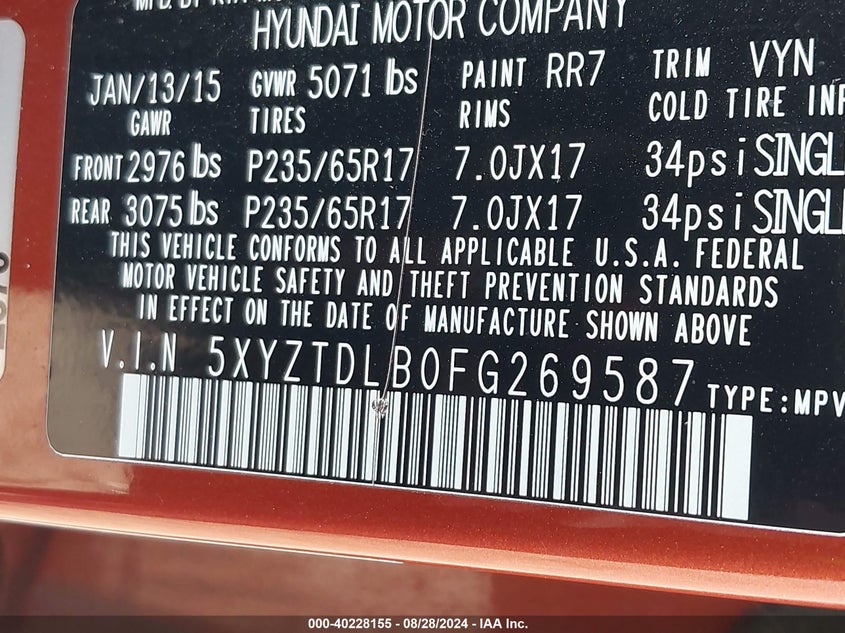 MFD. BY KIA
HYUNDAI MOTOR COMPANY
JAN/13/15 GVWR 5071 lbs PAINT RR7 TRIM VYN
GAWR TIRES RIMS COLD TIRE INF
FRONT 2976 lbs P235/65R17 7.0JX17 34psi SINGL
REAR 3075 lbs P235/65R17 7.0JX17 34psi SINGL
THIS VEHICLE CONFORMS TO ALL APPLICABLE U.S.A. FEDERAL
MOTOR VEHICLE SAFETY AND THEFT PREVENTION STANDARDS
IN EFFECT ON THE DATE OF MANUFACTURE SHOWN ABOVE
V.I.N 5XYZTDLB0FG269587 TYPE:MPV
000-40228155 - 08/28/2024 - IAA Inc.